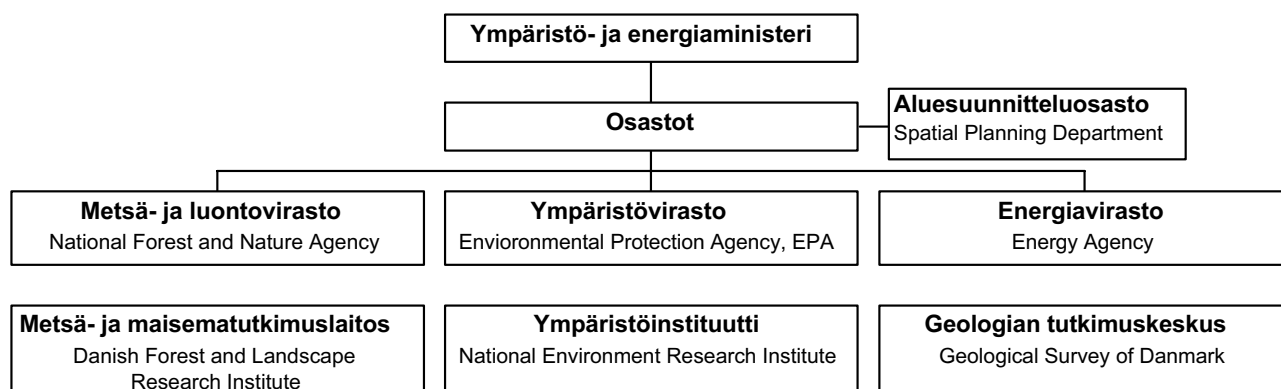 Ympäristö- ja energiaministeri
Osastot
Aluesuunnitteluosasto
Spatial Planning Department
Metsä- ja luontovirasto
National Forest and Nature Agency
Ympäristövirasto
Envioronmental Protection Agency, EPA
Energiavirasto
Energy Agency
Metsä- ja maisematutkimuslaitos
Danish Forest and Landscape
Research Institute
Ympäristöinstituutti
National Environment Research Institute
Geologian tutkimuskeskus
Geological Survey of Danmark